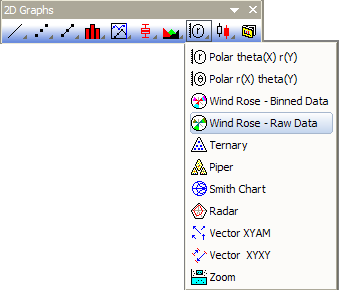 2D Graphs
Polar theta(X) r(Y)
Polar r(X) theta(Y)
Wind Rose - Binned Data
Wind Rose - Raw Data
Ternary
Piper
Smith Chart
Radar
Vector XYAM
Vector XYXY
Zoom